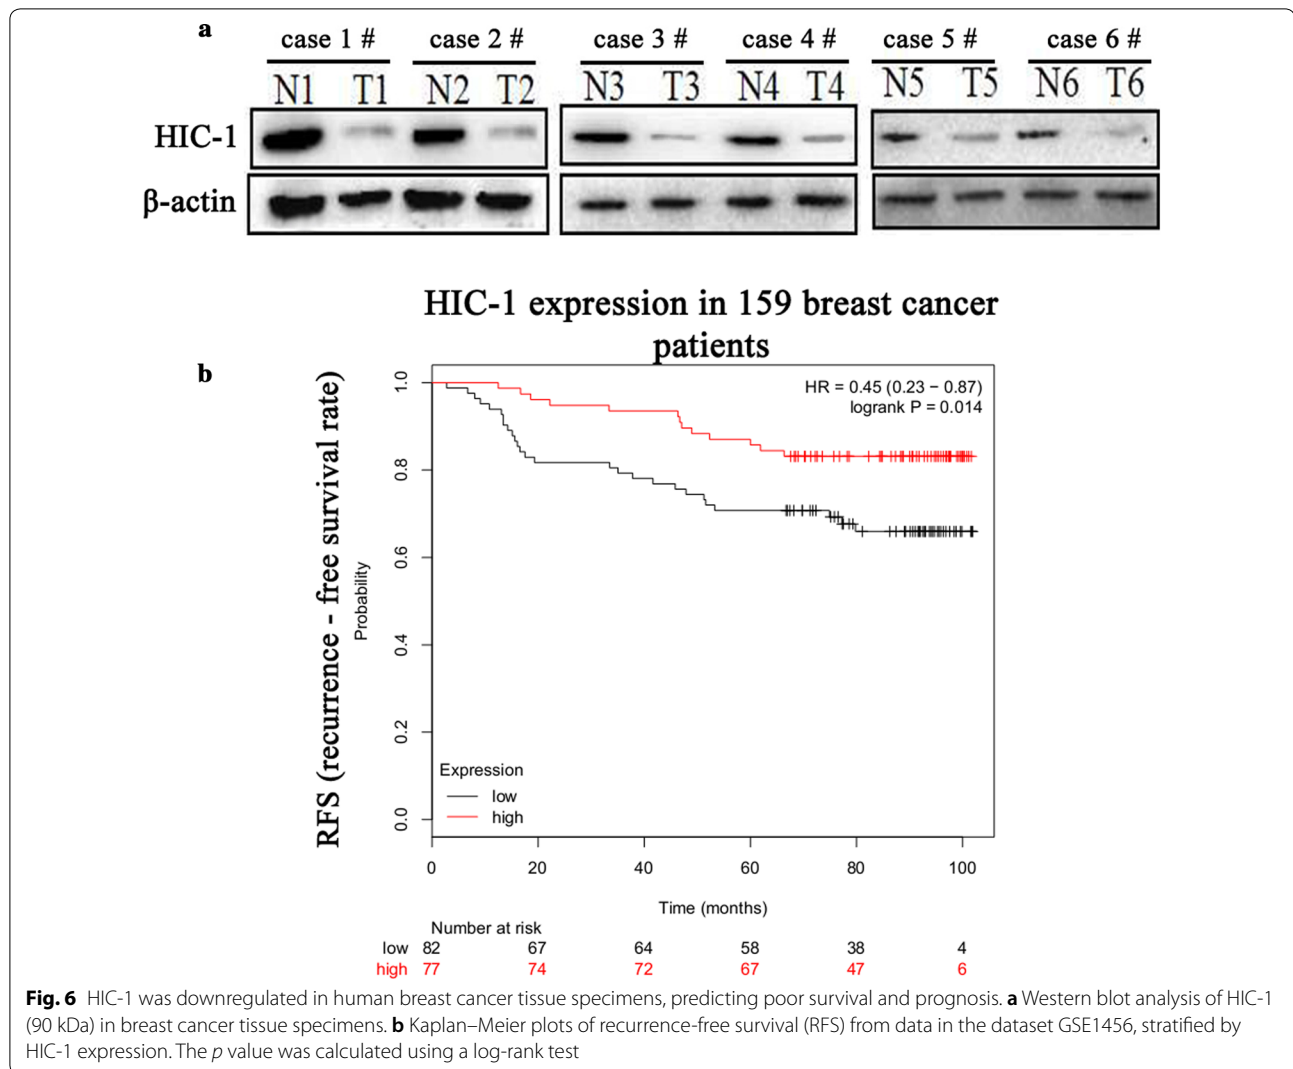 a
case 1 # case 2 # case 3 # case 4 # case 5 # case 6 #
N1 T1 N2 T2 N3 T3 N4 T4 N5 T5 N6 T6
HIC-1
β-actin
HIC-1 expression in 159 breast cancer
patients
b
RFS (recurrence - free survival rate)
Probability
1.0
0.8
0.6
0.4
0.2
0.0
HR = 0.45 (0.23 − 0.87)
logrank P = 0.014
Expression
low
high
0 20 40 60 80 100
Time (months)
Number at risk
low 82 67 64 58 38 4
high 77 74 72 67 47 6
Fig. 6 HIC-1 was downregulated in human breast cancer tissue specimens, predicting poor survival and prognosis. a Western blot analysis of HIC-1
(90 kDa) in breast cancer tissue specimens. b Kaplan–Meier plots of recurrence-free survival (RFS) from data in the dataset GSE1456, stratified by
HIC-1 expression. The p value was calculated using a log-rank test